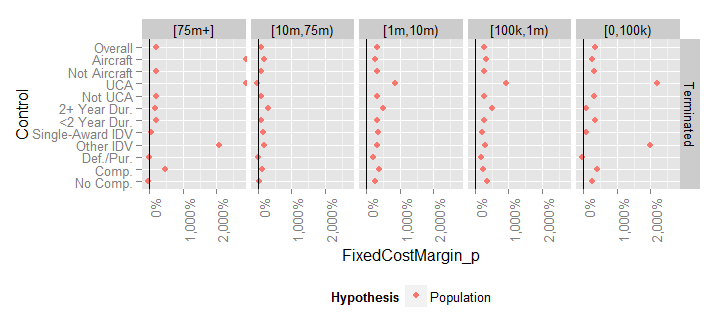 [75m+] [10m,75m) [1m,10m) [100k,1m) [0,100k)
Control
Overall
Aircraft
Not Aircraft
UCA
Not UCA
2+ Year Dur.
<2 Year Dur.
Single-Award IDV
Other IDV
Def./Pur.
Comp.
No Comp.
Terminated
0% 1,000% 2,000% 0% 1,000% 2,000% 0% 1,000% 2,000% 0% 1,000% 2,000% 0% 1,000% 2,000%
FixedCostMargin_p
Hypothesis Population